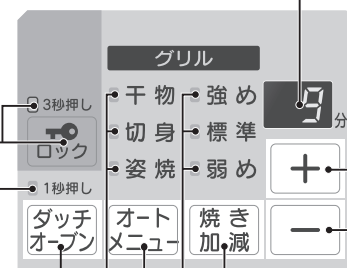 グリル
3秒押し
ロック
1秒押し
干物 強め
切身 標準
姿焼 弱め
9分
+
−
ダッチ
オーブン
オート
メニュー
焼き
加減